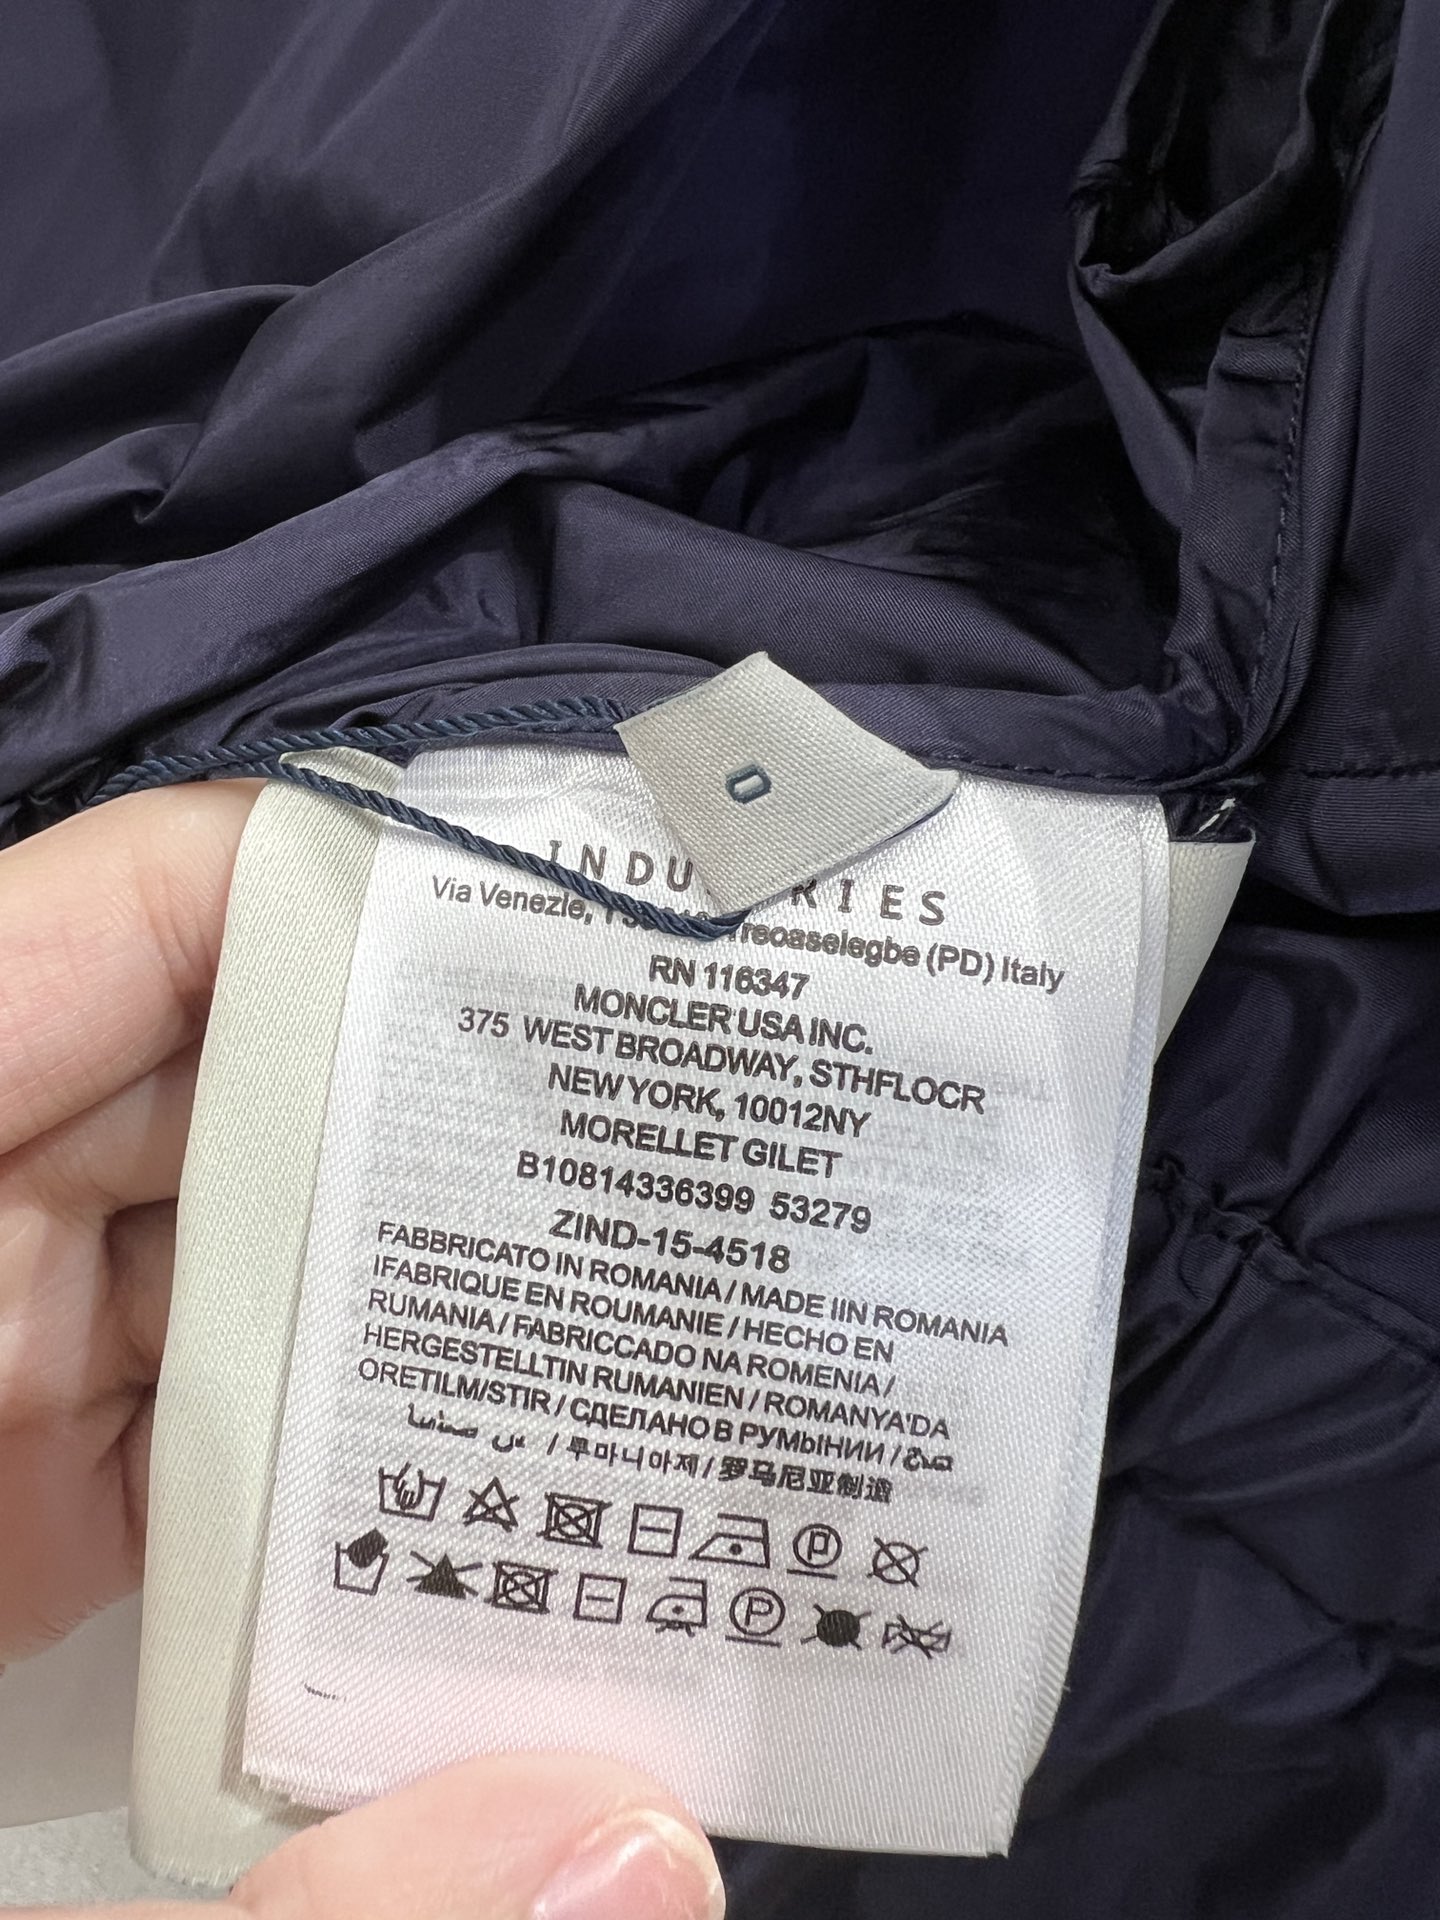 0
INDU RIES
Via Venezie, reoaselegbe (PD) Italy
RN 116347
MONCLER USA INC.
375 WEST BROADWAY, STHFLOCR
NEW YORK, 10012NY
MORELLET GILET
B10814336399 53279
ZIND-15-4518
FABBRICATO IN ROMANIA / MADE IIN ROMANIA
IFABRIQUE EN ROUMANIE / HECHO EN
RUMANIA / FABRICCADO NA ROMENIA /
HERGESTELLTIN RUMANIEN / ROMANYA'DA
ORETILM/STIR / СДЕЛАНО В РУМЫНИИ /
/ 루마니아제 / 罗马尼亚制造
P
P